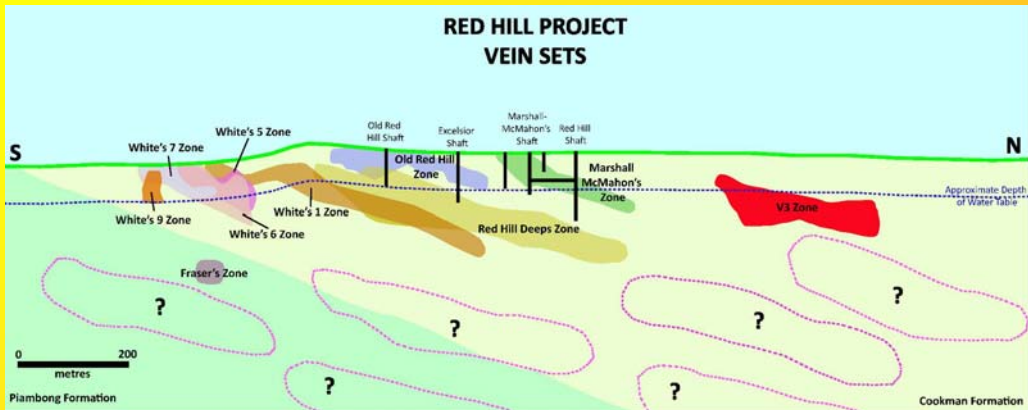 RED HILL PROJECT
VEIN SETS
S
N
White's 7 Zone
White's 5 Zone
White's 9 Zone
White's 6 Zone
White's 1 Zone
Old Red
Hill Shaft
Old Red Hill
Zone
Excelsior
Shaft
Marshall-
McMahon's
Shaft
Red Hill
Shaft
Marshall
McMahon's
Zone
Red Hill Deeps Zone
V3 Zone
Approximate Depth
of Water Table
Fraser's Zone
?
?
?
?
?
?
0 200
metres
Piambong Formation
Cookman Formation